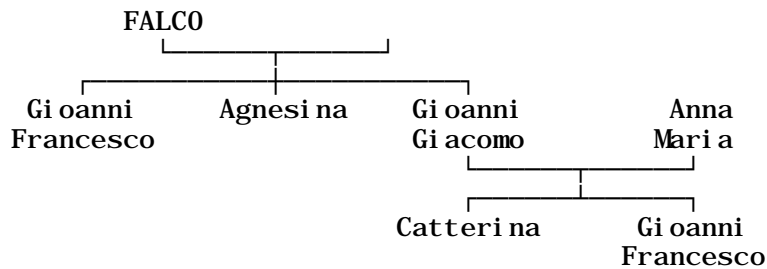 FALCO
Gioanni Agnesina Gioanni Anna
Francesco Giacomo Maria
Catterina Gioanni
Francesco